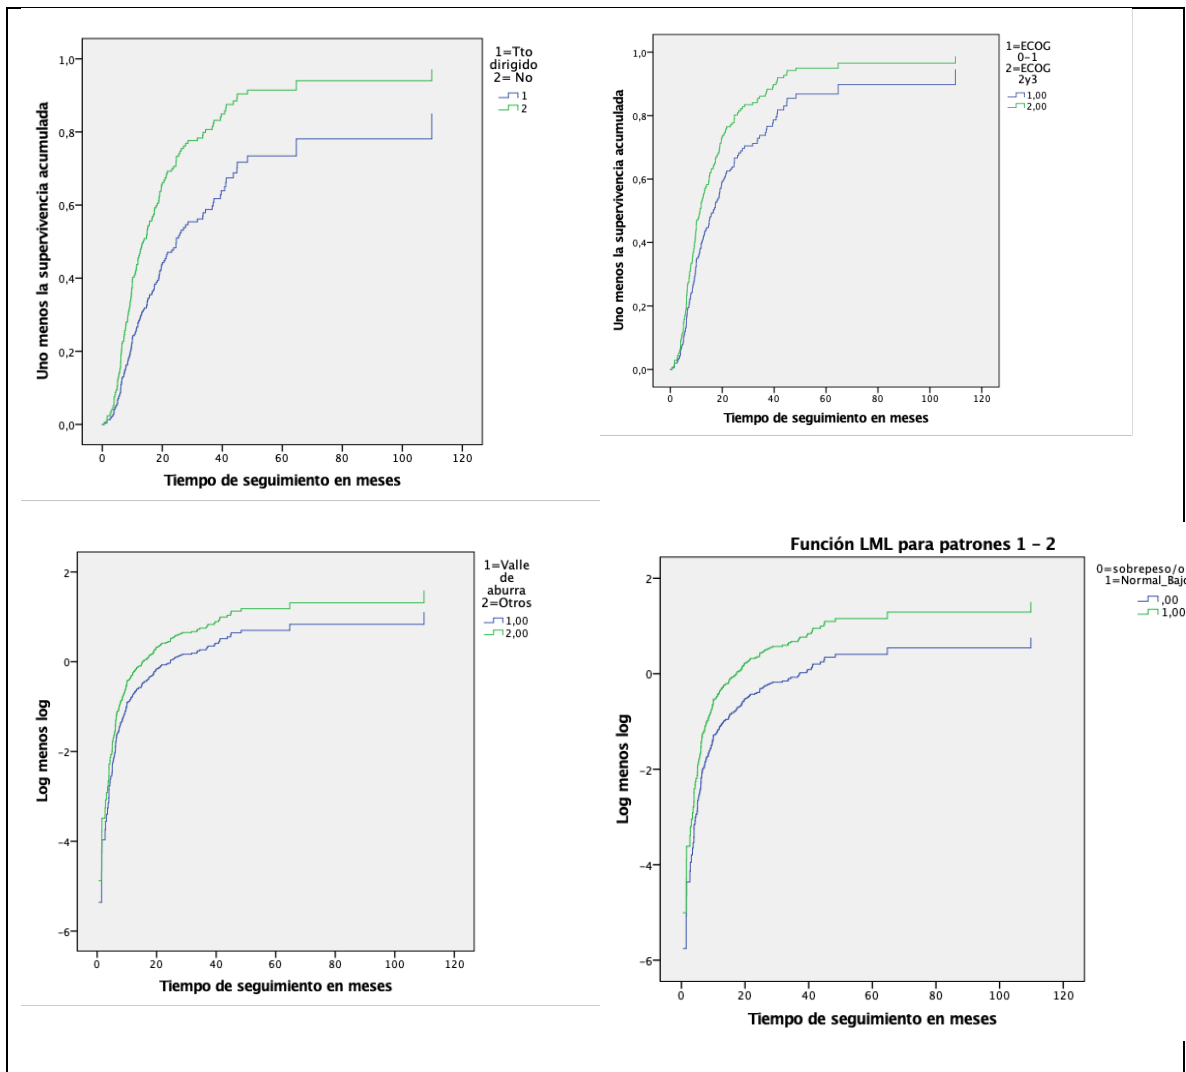 1=Tto
dirigido
2= No
1
2
1,0
0,8
0,6
0,4
0,2
0,0
Uno menos la supervivencia acumulada
0 20 40 60 80 100 120
Tiempo de seguimiento en meses
1=ECOG
0-1
2=ECOG
2y3
1,00
2,00
1,0
0,8
0,6
0,4
0,2
0,0
Uno menos la supervivencia acumulada
0 20 40 60 80 100 120
Tiempo de seguimiento en meses
1=Valle
de
aburra
2=Otros
1,00
2,00
2
0
-2
-4
-6
Log menos log
0 20 40 60 80 100 120
Tiempo de seguimiento en meses
Función LML para patrones 1 - 2
0=sobrepeso/o
1=Normal_Bajo
,00
1,00
2
0
-2
-4
-6
Log menos log
0 20 40 60 80 100 120
Tiempo de seguimiento en meses